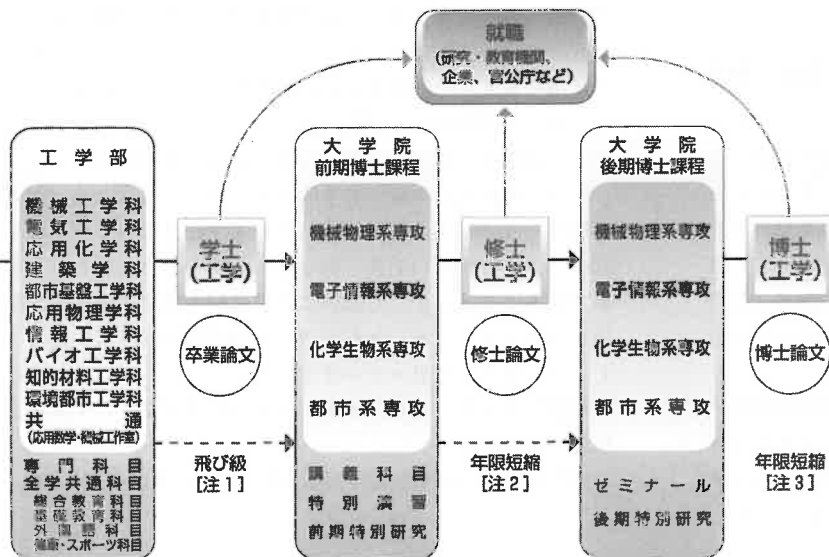 就職
(研究・教育機関、
企業、官公庁など)
工学部
機械工学科
電気工学科
応用化学科
建築学科
都市基盤工学科
応用物理学科
情報工学科
バイオ工学科
知的材料工学科
環境都市工学科
共通
(応用数学・機械工作室)
専門科目
全学共通科目
総合教育科目
基礎教育科目
外国語科目
健康・スポーツ科目
学士
(工学)
卒業論文
飛び級
[注1]
大学院
前期博士課程
機械物理系専攻
電子情報系専攻
化学生物系専攻
都市系専攻
講義科目
特別演習
前期特別研究
修士
(工学)
修士論文
年限短縮
[注2]
大学院
後期博士課程
機械物理系専攻
電子情報系専攻
化学生物系専攻
都市系専攻
ゼミナール
後期特別研究
博士
(工学)
博士論文
年限短縮
[注3]